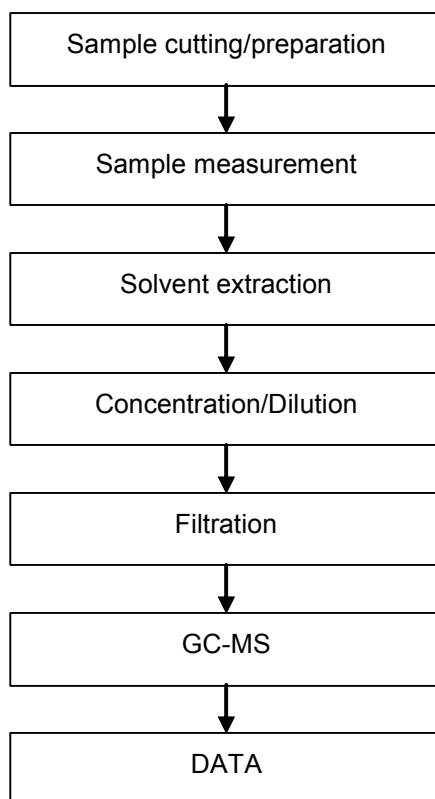 Sample cutting/preparation
Sample measurement
Solvent extraction
Concentration/Dilution
Filtration
GC-MS
DATA